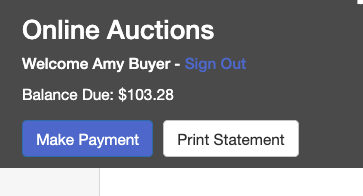 Online Auctions
Welcome Amy Buyer - Sign Out
Balance Due: $103.28
Make Payment Print Statement